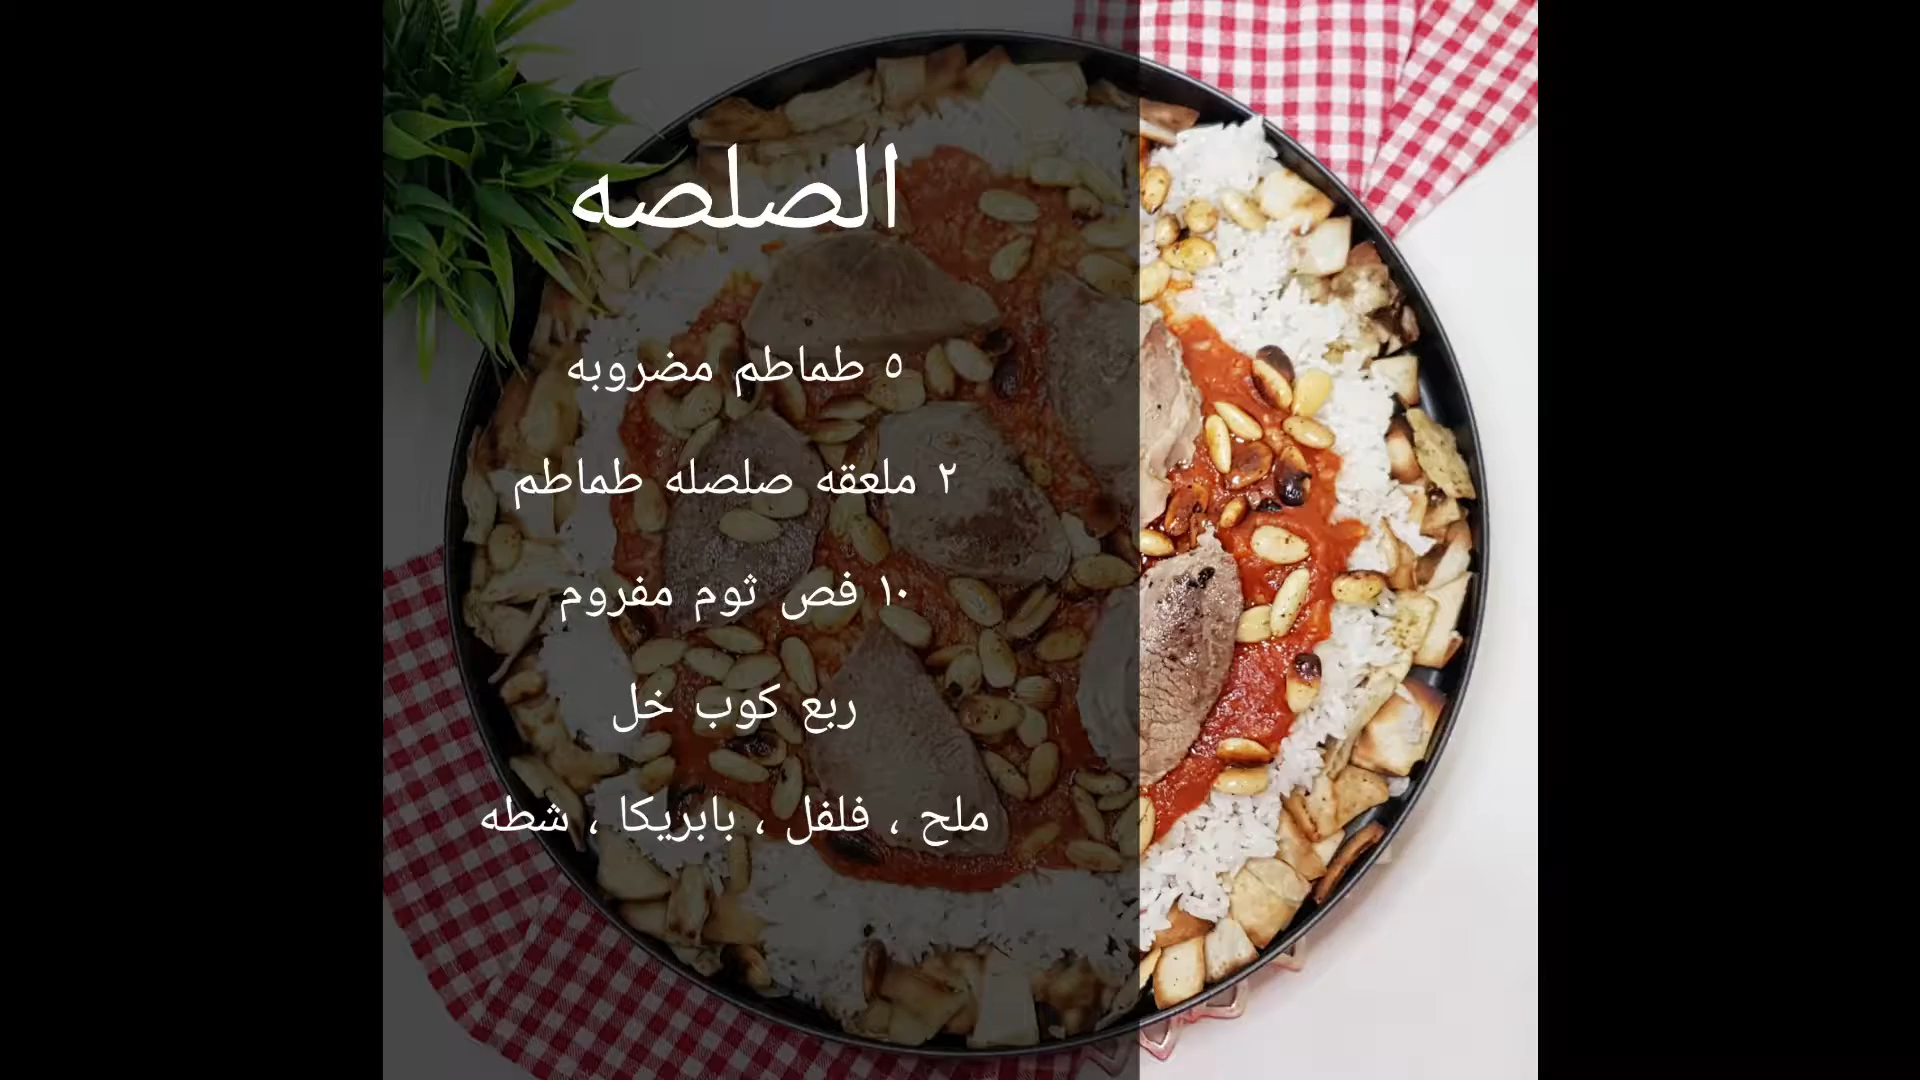 الصلصه
٥ طماطم مضروبه
٢ ملعقه صلصله طماطم
١٠ فص ثوم مفروم
ربع كوب خل
ملح ، فلفل ، بابريكا ، شطه